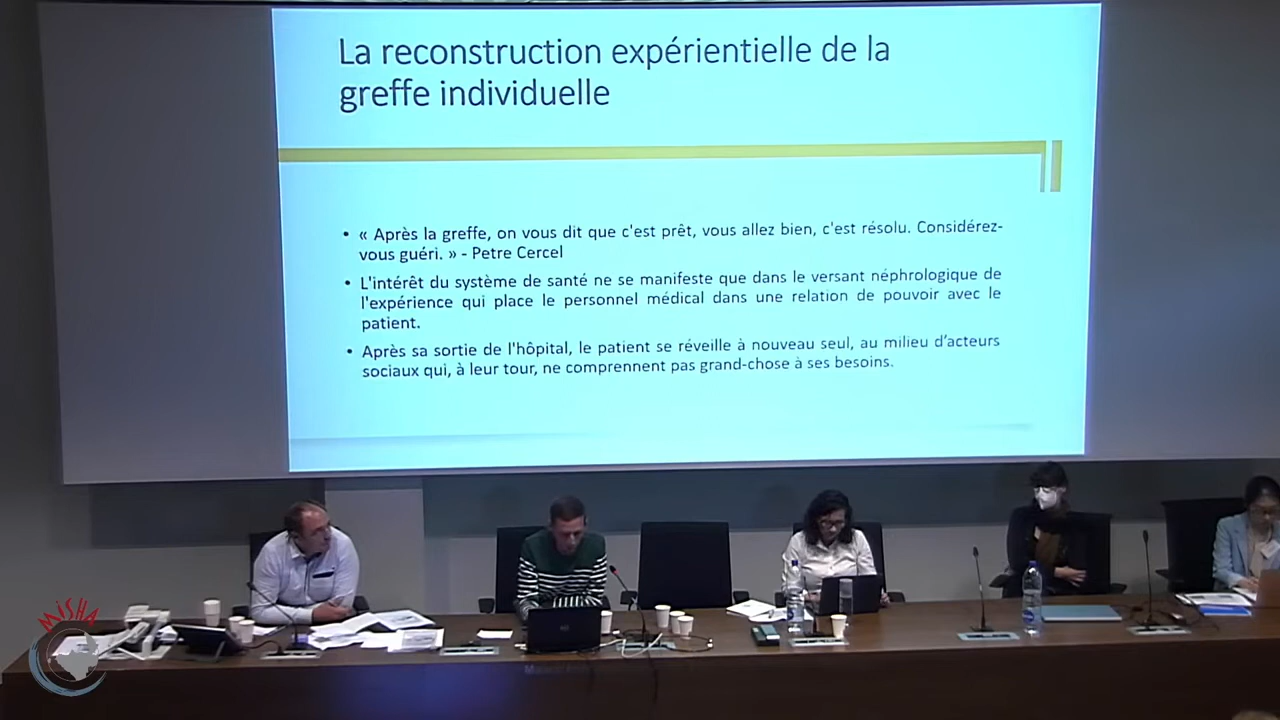 La reconstruction expérientielle de la
greffe individuelle
• « Après la greffe, on vous dit que c'est prêt, vous allez bien, c'est résolu. Considérez-
vous guéri. » - Petre Cercel
• L'intérêt du système de santé ne se manifeste que dans le versant néphrologique de
l'expérience qui place le personnel médical dans une relation de pouvoir avec le
patient.
• Après sa sortie de l'hôpital, le patient se réveille à nouveau seul, au milieu d’acteurs
sociaux qui, à leur tour, ne comprennent pas grand-chose à ses besoins.
MISHA